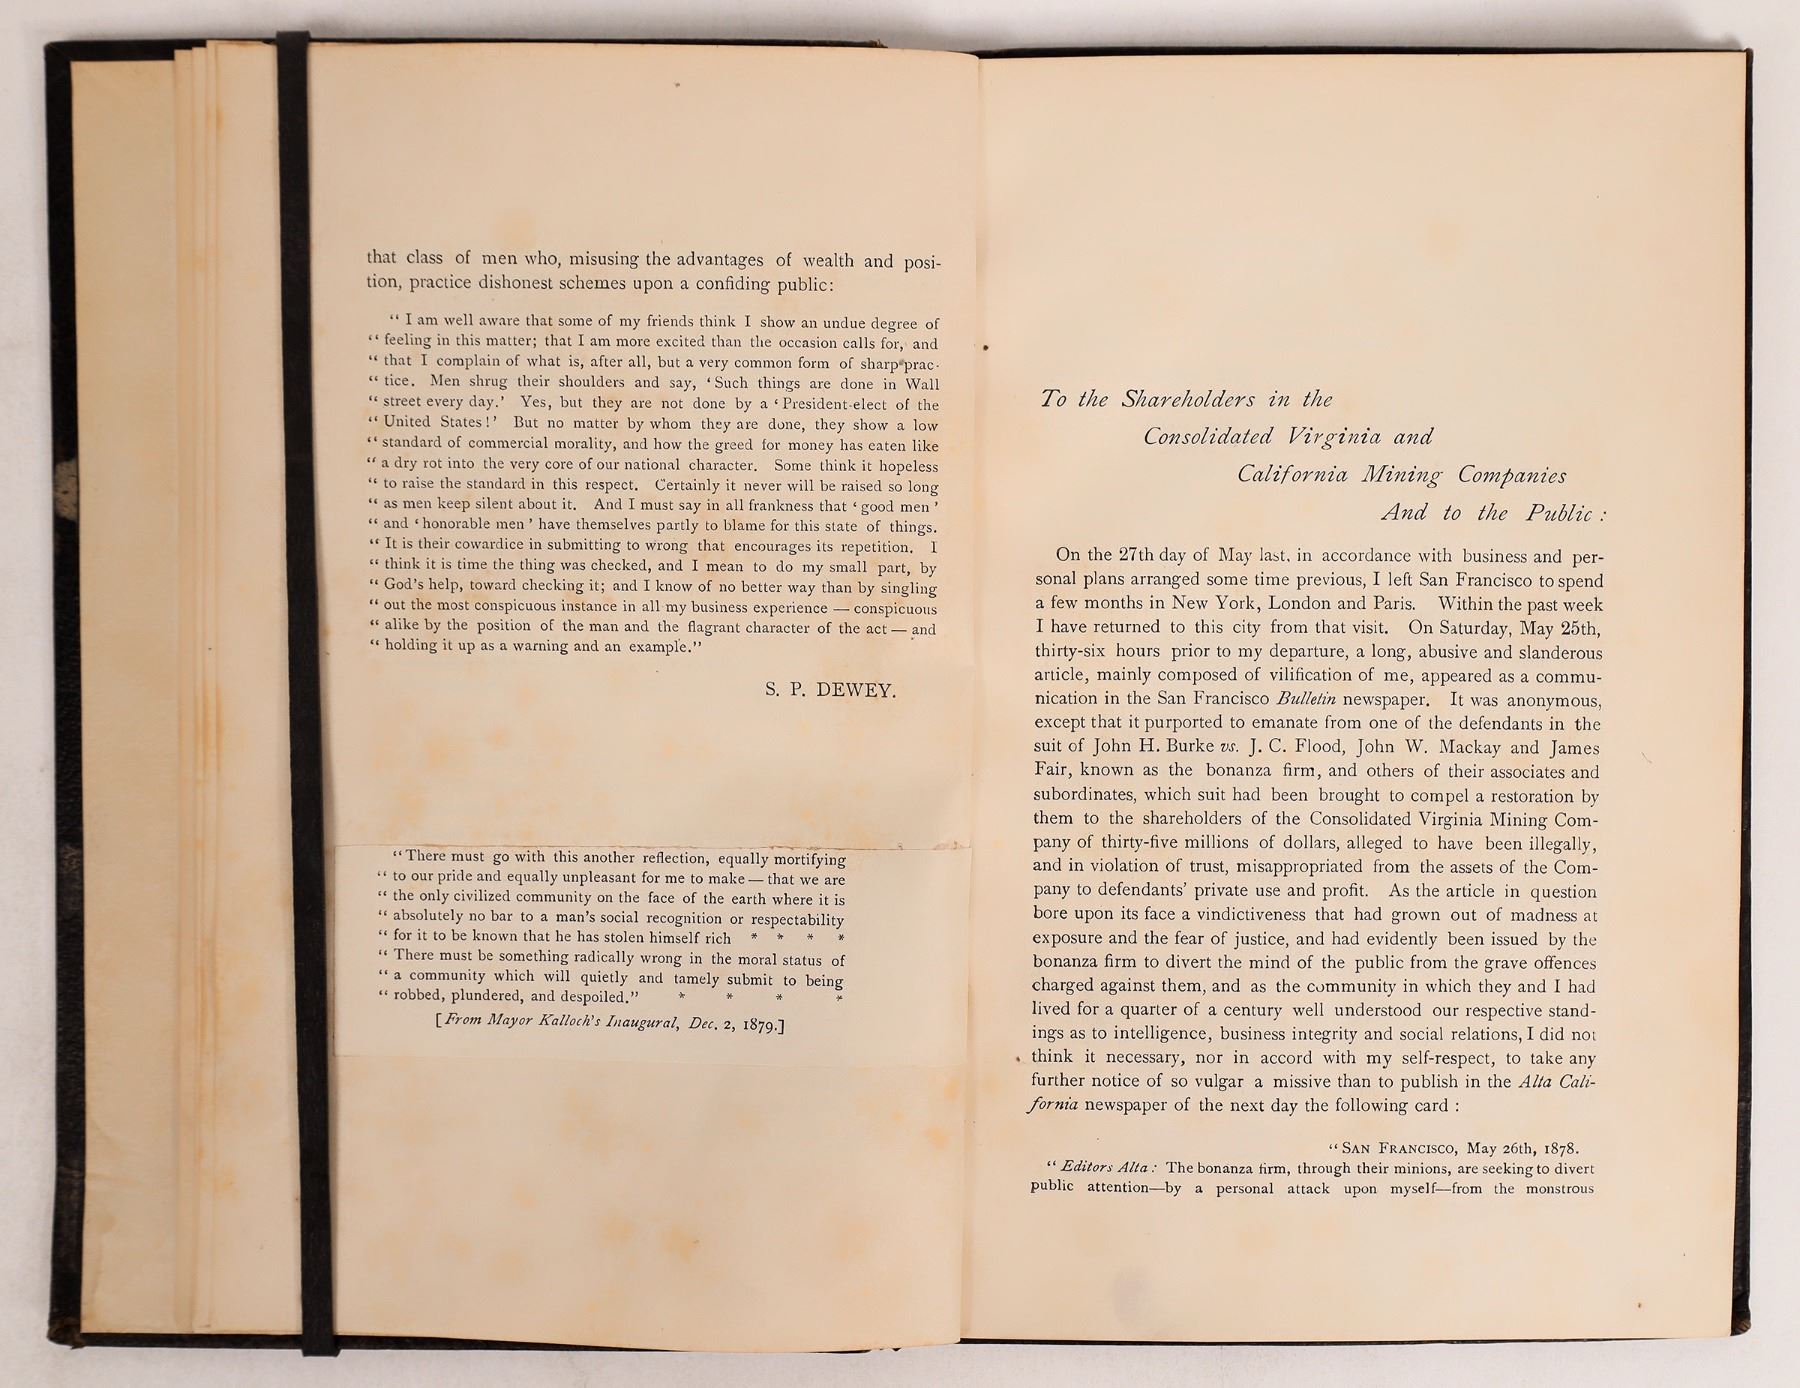 that class of men who, misusing the advantages of wealth and posi-
tion, practice dishonest schemes upon a confiding public:
“ I am well aware that some of my friends think I show an undue degree of
“ feeling in this matter; that I am more excited than the occasion calls for, and
“ that I complain of what is, after all, but a very common form of sharp prac-
“ tice. Men shrug their shoulders and say, ‘ Such things are done in Wall
“ street every day.’ Yes, but they are not done by a ‘ President-elect of the
“ United States!’ But no matter by whom they are done, they show a low
“ standard of commercial morality, and how the greed for money has eaten like
“ a dry rot into the very core of our national character. Some think it hopeless
“ to raise the standard in this respect. Certainly it never will be raised so long
“ as men keep silent about it. And I must say in all frankness that ‘ good men ’
“ and ‘ honorable men ’ have themselves partly to blame for this state of things.
“ It is their cowardice in submitting to wrong that encourages its repetition. I
“ think it is time the thing was checked, and I mean to do my small part, by
“ God's help, toward checking it; and I know of no better way than by singling
“ out the most conspicuous instance in all my business experience — conspicuous
“ alike by the position of the man and the flagrant character of the act — and
“ holding it up as a warning and an example.”
S. P. DEWEY.
“ There must go with this another reflection, equally mortifying
“ to our pride and equally unpleasant for me to make — that we are
“ the only civilized community on the face of the earth where it is
“ absolutely no bar to a man's social recognition or respectability
“ for it to be known that he has stolen himself rich * * * *
“ There must be something radically wrong in the moral status of
“ a community which will quietly and tamely submit to being
“ robbed, plundered, and despoiled.” * * * *
[From Mayor Kalloch's Inaugural, Dec. 2, 1879.]
To the Shareholders in the
Consolidated Virginia and
California Mining Companies
And to the Public :
On the 27th day of May last, in accordance with business and per-
sonal plans arranged some time previous, I left San Francisco to spend
a few months in New York, London and Paris. Within the past week
I have returned to this city from that visit. On Saturday, May 25th,
thirty-six hours prior to my departure, a long, abusive and slanderous
article, mainly composed of vilification of me, appeared as a commu-
nication in the San Francisco Bulletin newspaper. It was anonymous,
except that it purported to emanate from one of the defendants in the
suit of John H. Burke vs. J. C. Flood, John W. Mackay and James
Fair, known as the bonanza firm, and others of their associates and
subordinates, which suit had been brought to compel a restoration by
them to the shareholders of the Consolidated Virginia Mining Com-
pany of thirty-five millions of dollars, alleged to have been illegally,
and in violation of trust, misappropriated from the assets of the Com-
pany to defendants' private use and profit. As the article in question
bore upon its face a vindictiveness that had grown out of madness at
exposure and the fear of justice, and had evidently been issued by the
bonanza firm to divert the mind of the public from the grave offences
charged against them, and as the community in which they and I had
lived for a quarter of a century well understood our respective stand-
ings as to intelligence, business integrity and social relations, I did not
think it necessary, nor in accord with my self-respect, to take any
further notice of so vulgar a missive than to publish in the Alta Cali-
fornia newspaper of the next day the following card :
“ SAN FRANCISCO, May 26th, 1878.
“ Editors Alta : The bonanza firm, through their minions, are seeking to divert
public attention—by a personal attack upon myself—from the monstrous